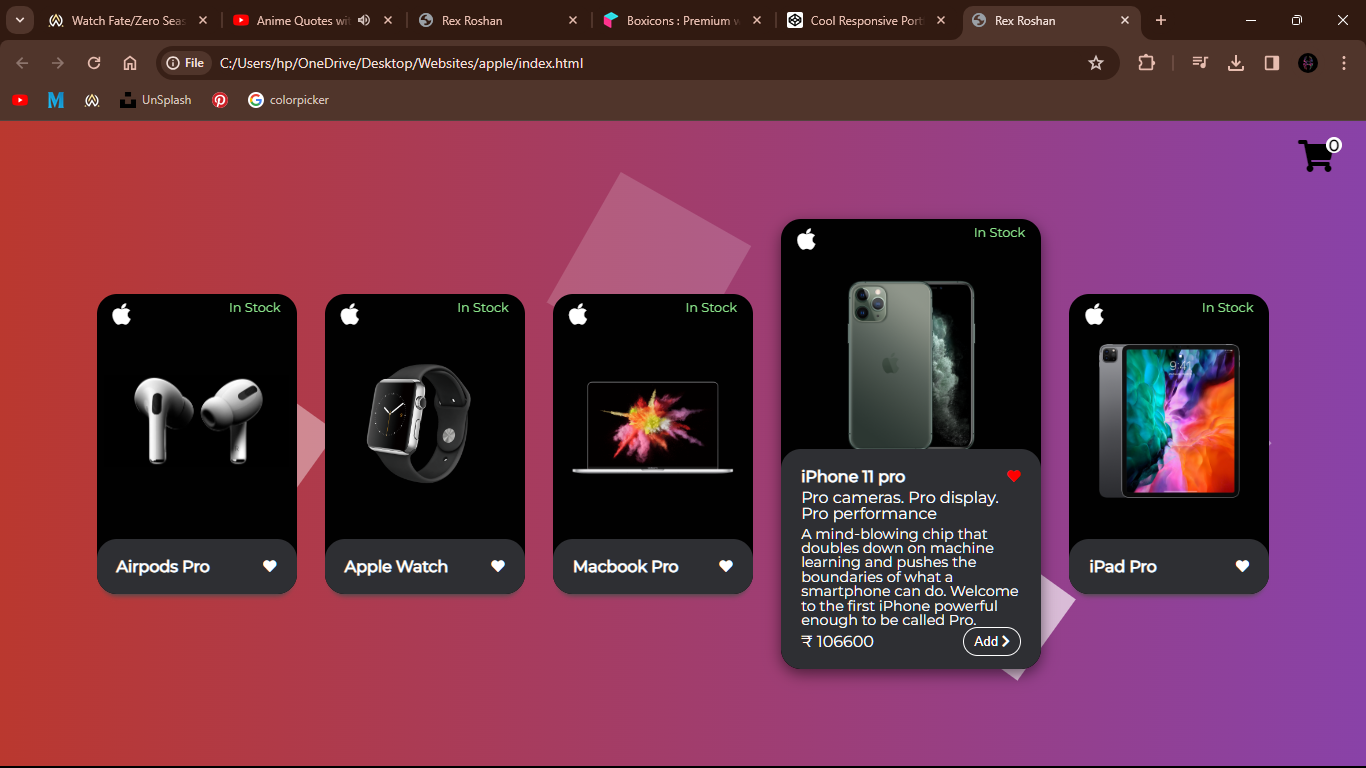 Watch Fate/Zero Seas
Anime Quotes wit
Rex Roshan
Boxicons : Premium w
Cool Responsive Port
Rex Roshan
File
C:/Users/hp/OneDrive/Desktop/Websites/apple/index.html
UnSplash
colorpicker
0
In Stock
In Stock
In Stock
In Stock
In Stock
9:41
iPhone 11 pro
Pro cameras. Pro display.
Pro performance
A mind-blowing chip that
doubles down on machine
learning and pushes the
boundaries of what a
smartphone can do. Welcome
to the first iPhone powerful
enough to be called Pro.
₹ 106600
Add
Airpods Pro
Apple Watch
Macbook Pro
iPad Pro